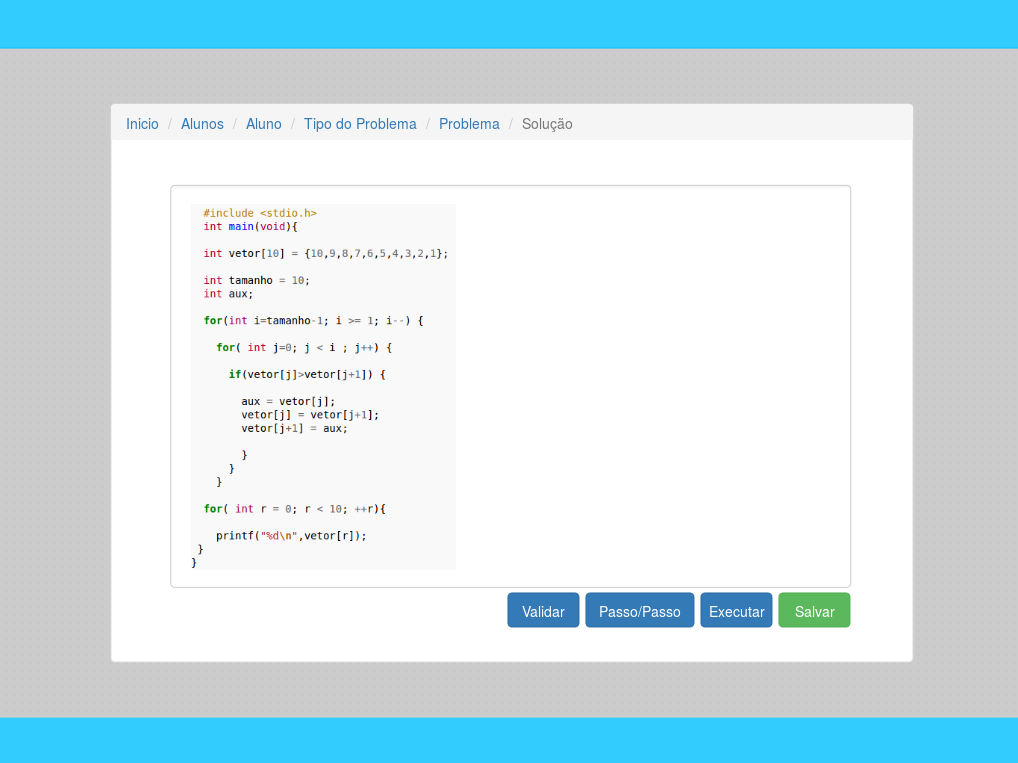 Inicio / Alunos / Aluno / Tipo do Problema / Problema / Solução
#include <stdio.h>
int main(void){
int vetor[10] = {10,9,8,7,6,5,4,3,2,1};
int tamanho = 10;
int aux;
for(int i=tamanho-1; i >= 1; i--) {
for( int j=0; j < i ; j++) {
if(vetor[j]>vetor[j+1]) {
aux = vetor[j];
vetor[j] = vetor[j+1];
vetor[j+1] = aux;
}
}
}
for( int r = 0; r < 10; ++r){
printf("%d\n",vetor[r]);
}
}
Validar Passo/Passo Executar Salvar